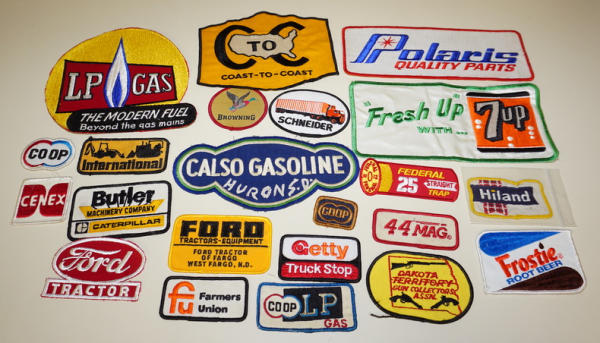 LP GAS
THE MODERN FUEL
Beyond the gas mains
C TO C
COAST-TO-COAST
Polaris
QUALITY PARTS
BROWNING
SCHNEIDER
"Fresh Up"
WITH...
7up
CO OP
International
CALSO GASOLINE
HURON S.D.
FEDERAL
25 STRAIGHT
TRAP
Hiland
CENEX
Butler
MACHINERY COMPANY
CATERPILLAR
CO OP
44 MAG.
FORD
TRACTORS-EQUIPMENT
FORD TRACTOR
OF FARGO
WEST FARGO, N.D.
Getty
Truck Stop
Ford
TRACTOR
Farmers
Union
CO OP LP
GAS
DAKOTA
TERRITORY
GUN COLLECTORS
ASSN.
Frostie
ROOT BEER